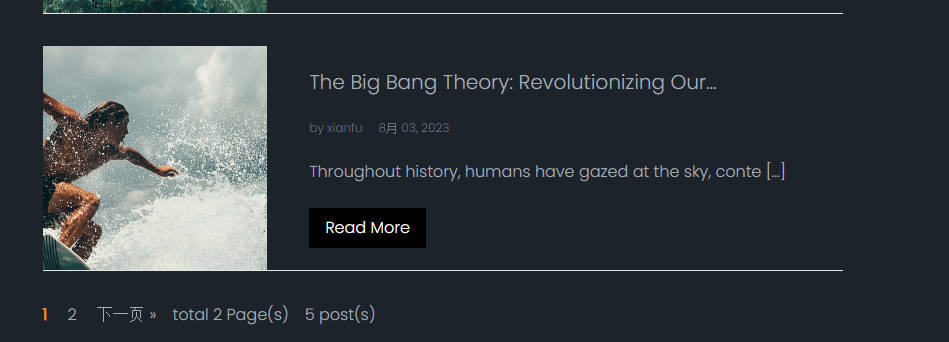 The Big Bang Theory: Revolutionizing Our...
by xianfu 8月 03, 2023
Throughout history, humans have gazed at the sky, conte [...]
Read More
1 2 下一页 » total 2 Page(s) 5 post(s)